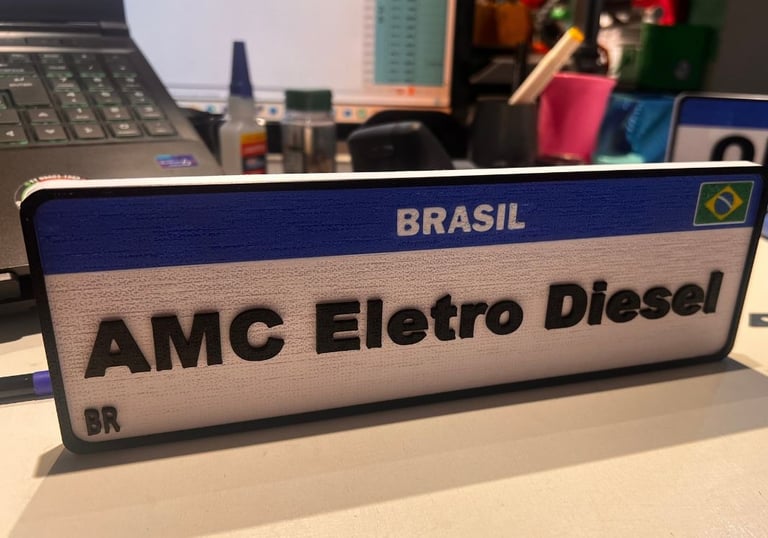 BRASIL
AMC Eletro Diesel
BR